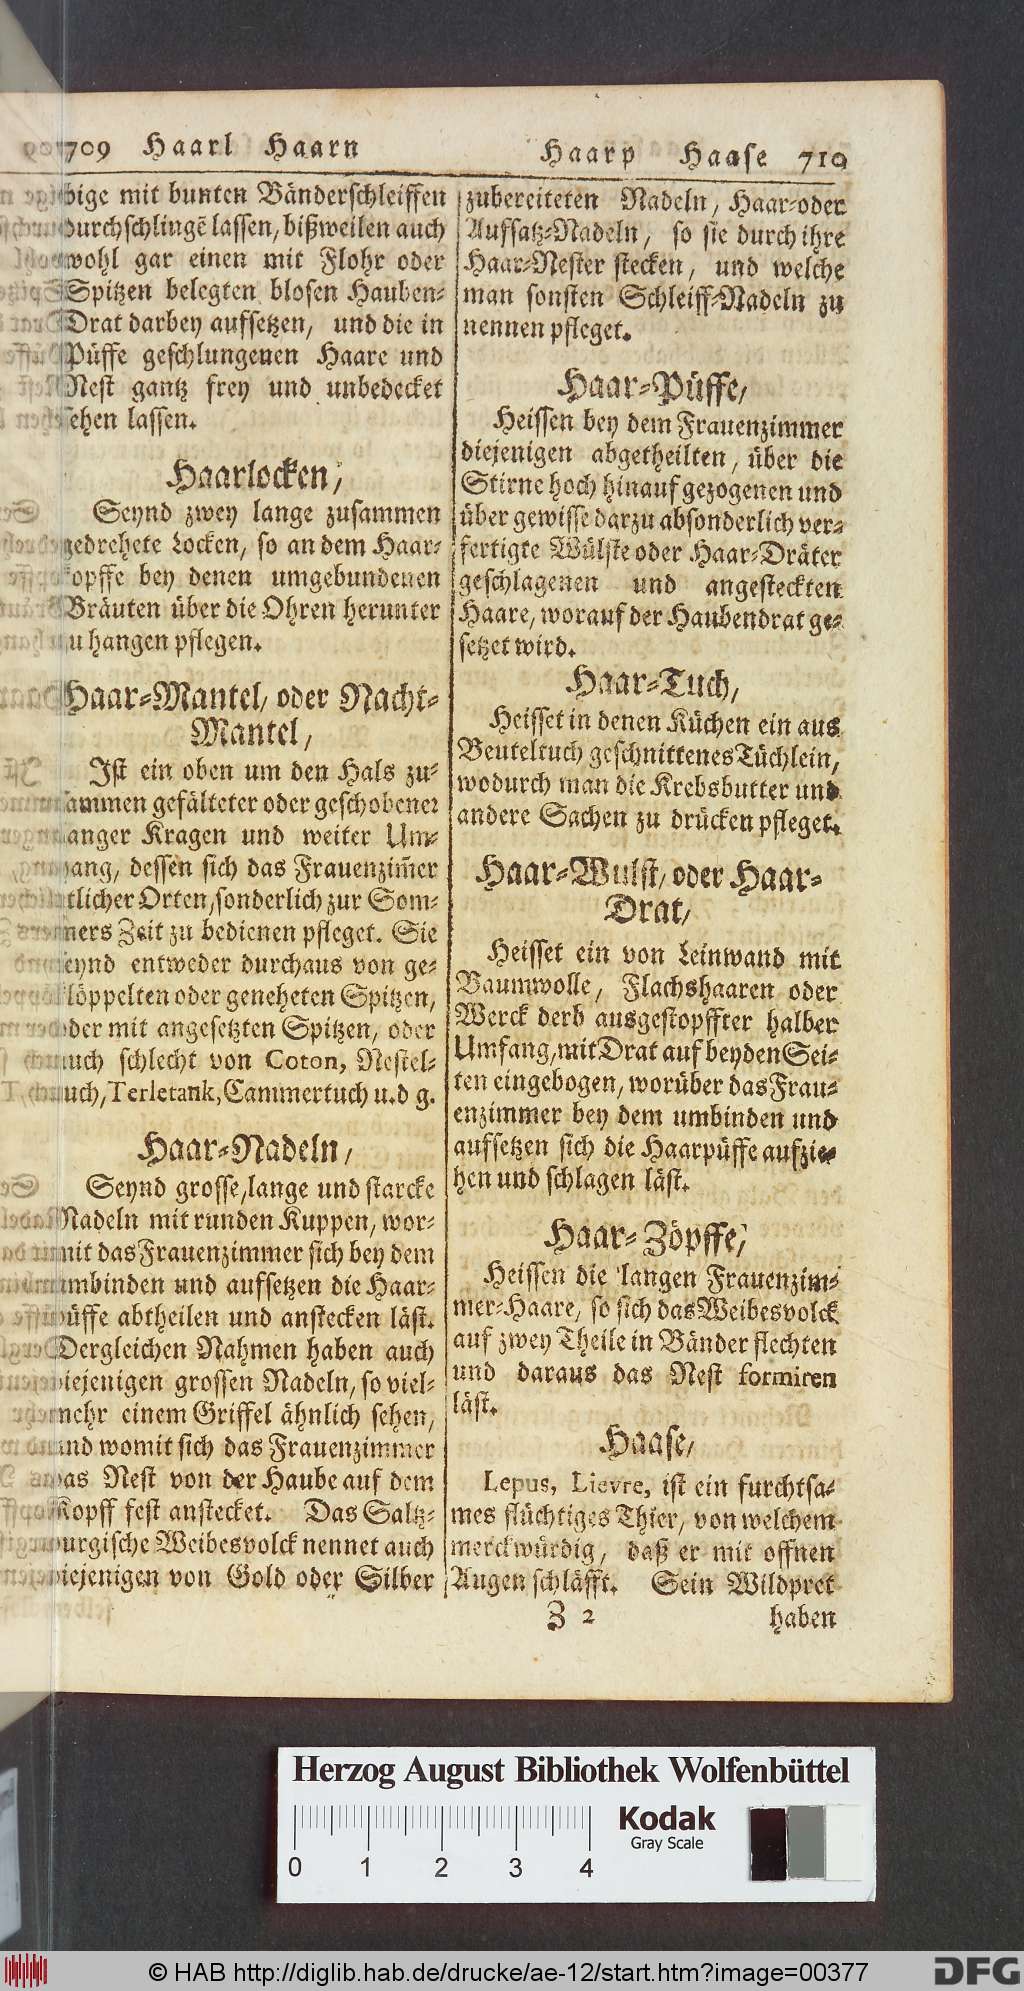 709 Haarl Haarn
bige mit bunten Bänderschleiffen
durchschlingē lassen, bißweilen auch
wohl gar einen mit Flohr oder
Spitzen belegten blosen Hauben-
Drat darbey aufsetzen, und die in
Püffe geschlungenen Haare und
Nest gantz frey und unbedecket
sehen lassen.
Haarlocken,
Seynd zwey lange zusammen
gedrehete Locken, so an dem Haar-
kopffe bey denen umgebundenen
Bräuten über die Ohren herunter
zu hangen pflegen.
Haar-Mantel, oder Nacht-
Mantel,
Ist ein oben um den Hals zu-
sammen gefälteter oder geschobener
langer Kragen und weiter Um-
hang, dessen sich das Frauenzim̄er
etlicher Orten, sonderlich zur Som-
mers Zeit zu bedienen pfleget. Sie
seynd entweder durchaus von ge-
klöppelten oder geneheten Spitzen,
oder mit angesetzten Spitzen, oder
auch schlecht von Coton, Nestel-
tuch, Terletank, Cammertuch u. d g.
Haar-Nadeln,
Seynd grosse, lange und starcke
Nadeln mit runden Kuppen, wor-
mit das Frauenzimmer sich bey dem
umbinden und aufsetzen die Haar-
püffe abtheilen und anstecken läst.
Dergleichen Nahmen haben auch
diejenigen grossen Nadeln, so viel-
mehr einem Griffel ähnlich sehen,
und womit sich das Frauenzimmer
das Nest von der Haube auf dem
Kopff fest anstecket. Das Saltz-
burgische Weibesvolck nennet auch
diejenigen von Gold oder Silber
Haarp Haase 710
zubereiteten Nadeln, Haar-oder
Aufsatz-Nadeln, so sie durch ihre
Haar-Nester stecken, und welche
man sonsten Schleiff-Nadeln zu
nennen pfleget.
Haar-Püffe,
Heissen bey dem Frauenzimmer
diejenigen abgetheilten, über die
Stirne hoch hinauf gezogenen und
über gewisse darzu absonderlich ver-
fertigte Wülste oder Haar-Dräter
geschlagenen und angesteckten
Haare, worauf der Haubendrat ge-
setzet wird.
Haar-Tuch,
Heisset in denen Küchen ein aus
Beuteltuch geschnittenes Tüchlein,
wodurch man die Krebsbutter und
andere Sachen zu drücken pfleget.
Haar-Wulst, oder Haar-
Drat,
Heisset ein von Leinwand mit
Baumwolle, Flachshaaren oder
Werck derb ausgestopffter halber
Umfang, mit Drat auf beyden Sei-
ten eingebogen, worüber das Frau-
enzimmer bey dem umbinden und
aufsetzen sich die Haarpüffe aufzie-
hen und schlagen läst.
Haar-Zöpffe,
Heissen die langen Frauenzim-
mer-Haare, so sich das Weibesvolck
auf zwey Theile in Bänder flechten
und daraus das Nest formiren
läst.
Haase,
Lepus, Lievre, ist ein furchtsa-
mes flüchtiges Thier, von welchem
merckwürdig, daß er mit offnen
Augen schläfft. Sein Wildpret
Z 2 haben
Herzog August Bibliothek Wolfenbüttel
Kodak
Gray Scale
0 1 2 3 4
© HAB http://diglib.hab.de/drucke/ae-12/start.htm?image=00377
DFG